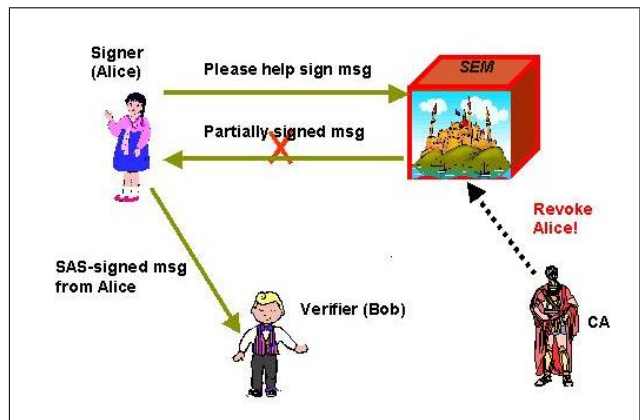 Signer
(Alice)
Please help sign msg
SEM
Partially signed msg
Revoke
Alice!
SAS-signed msg
from Alice
Verifier (Bob)
CA